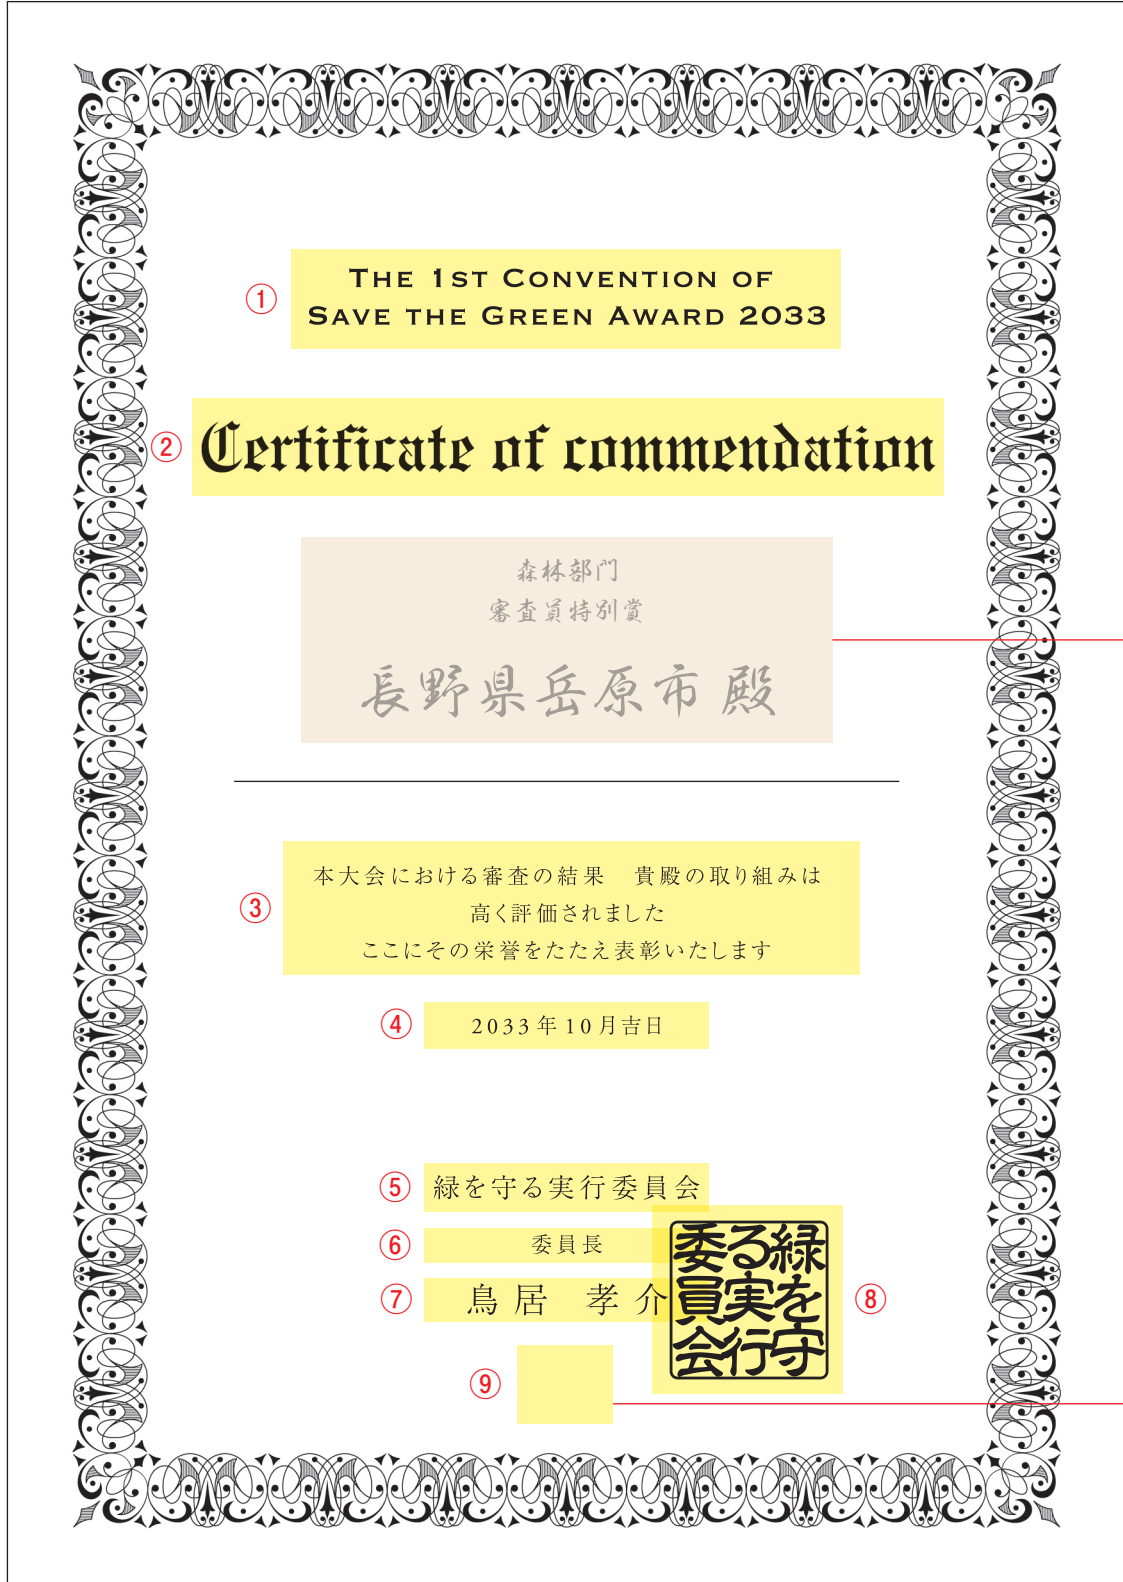 ①
THE 1ST CONVENTION OF
SAVE THE GREEN AWARD 2033
②
Certificate of commendation
森林部門
審査員特別賞
長野県岳原市 殿
③
本大会における審査の結果　貴殿の取り組みは
高く評価されました
ここにその栄誉をたたえ表彰いたします
④
2033年10月吉日
⑤
緑を守る実行委員会
⑥
委員長
⑦
鳥居　孝介
⑧
緑を守
る実行
委員会
⑨